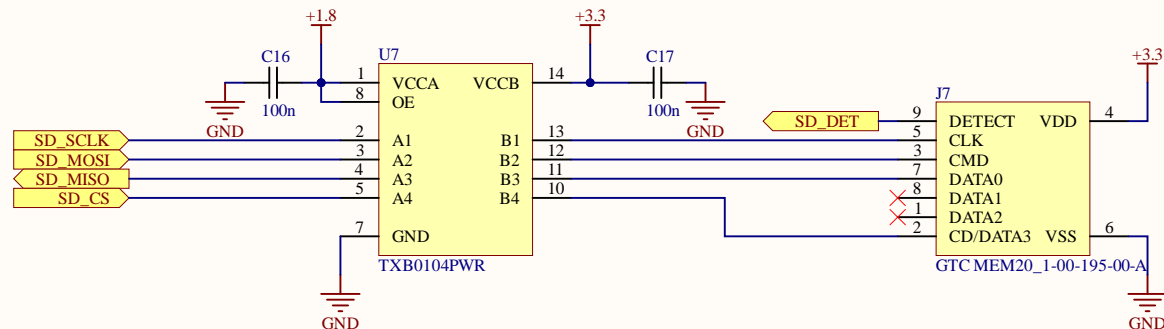 +1.8
+3.3
C16
100n
GND
U7
1 VCCA VCCB 14
8 OE
2 A1 B1 13
3 A2 B2 12
4 A3 B3 11
5 A4 B4 10
7 GND
TXB0104PWR
C17
100n
GND
SD_SCLK
SD_MOSI
SD_MISO
SD_CS
GND
SD_DET
+3.3
J7
9 DETECT VDD 4
5 CLK
3 CMD
7 DATA0
8 DATA1
1 DATA2
2 CD/DATA3 VSS 6
GTC MEM20_1-00-195-00-A
GND